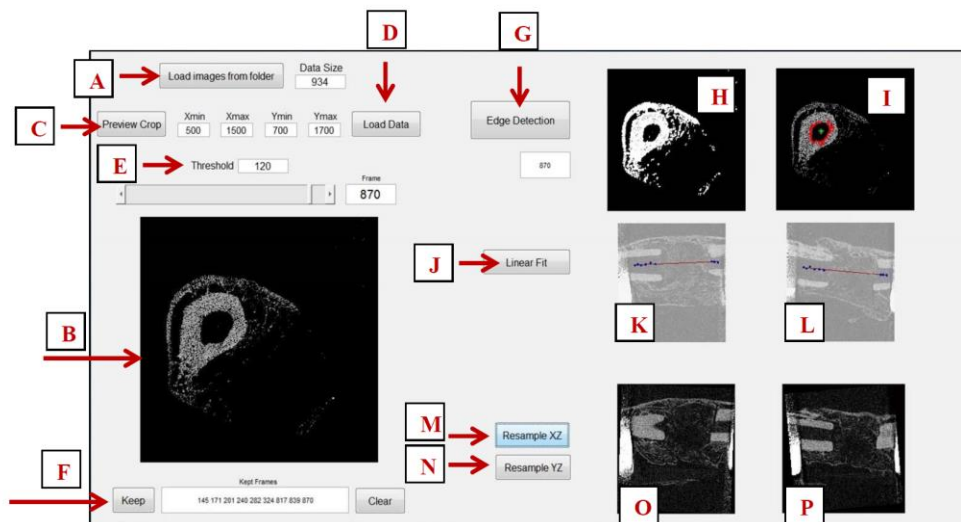 D
G
A
Load images from folder
Data Size
934
H
I
C
Preview Crop
Xmin
Xmax
Ymin
Ymax
500
1500
700
1700
Load Data
Edge Detection
E
Threshold
120
870
Frame
870
J
Linear Fit
B
K
L
M
Resample XZ
N
Resample YZ
F
Kept Frames
Keep
145 171 201 240 282 324 817 839 870
Clear
O
P